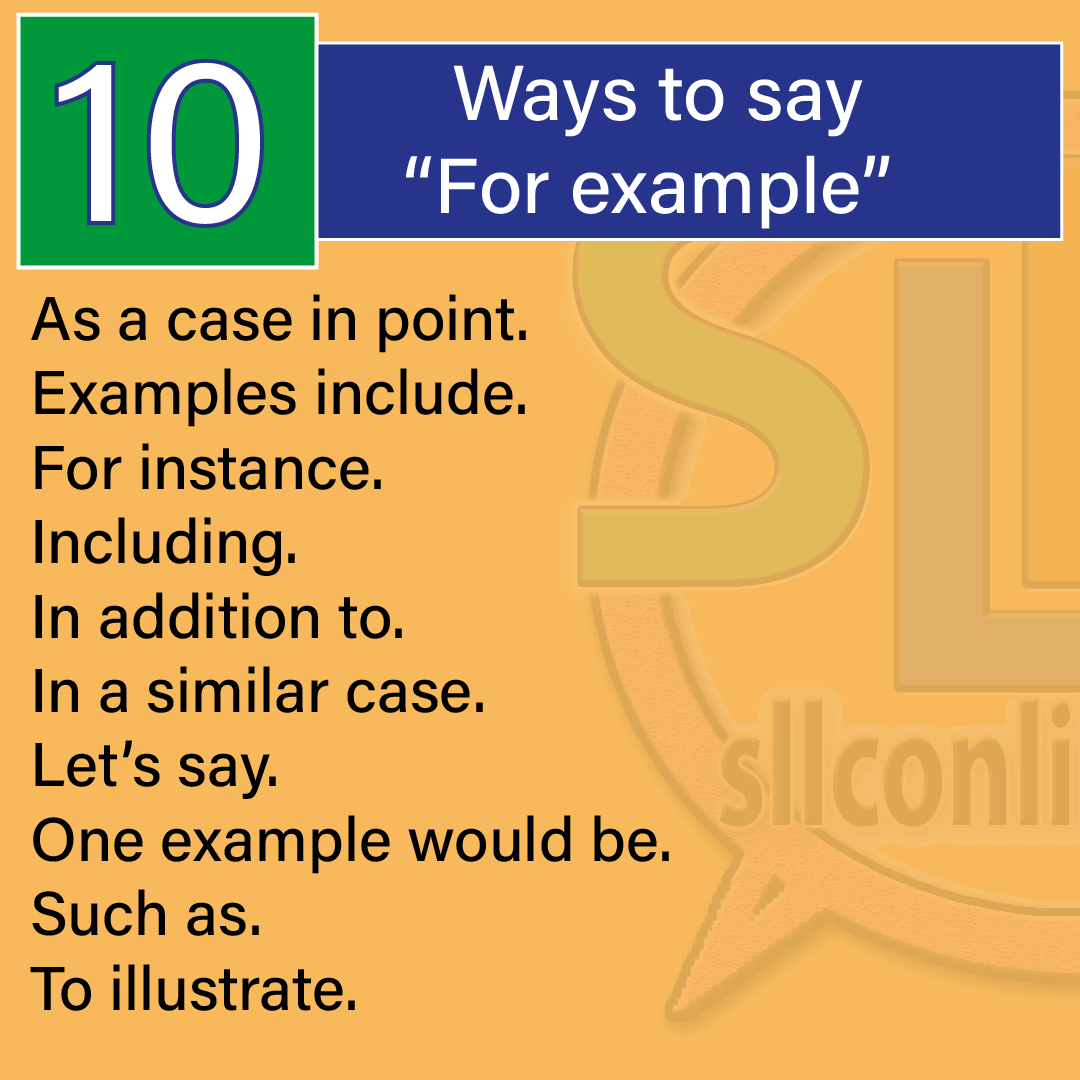 10
Ways to say
“For example”
As a case in point.
Examples include.
For instance.
Including.
In addition to.
In a similar case.
Let’s say.
One example would be.
Such as.
To illustrate.
SL
sllconli